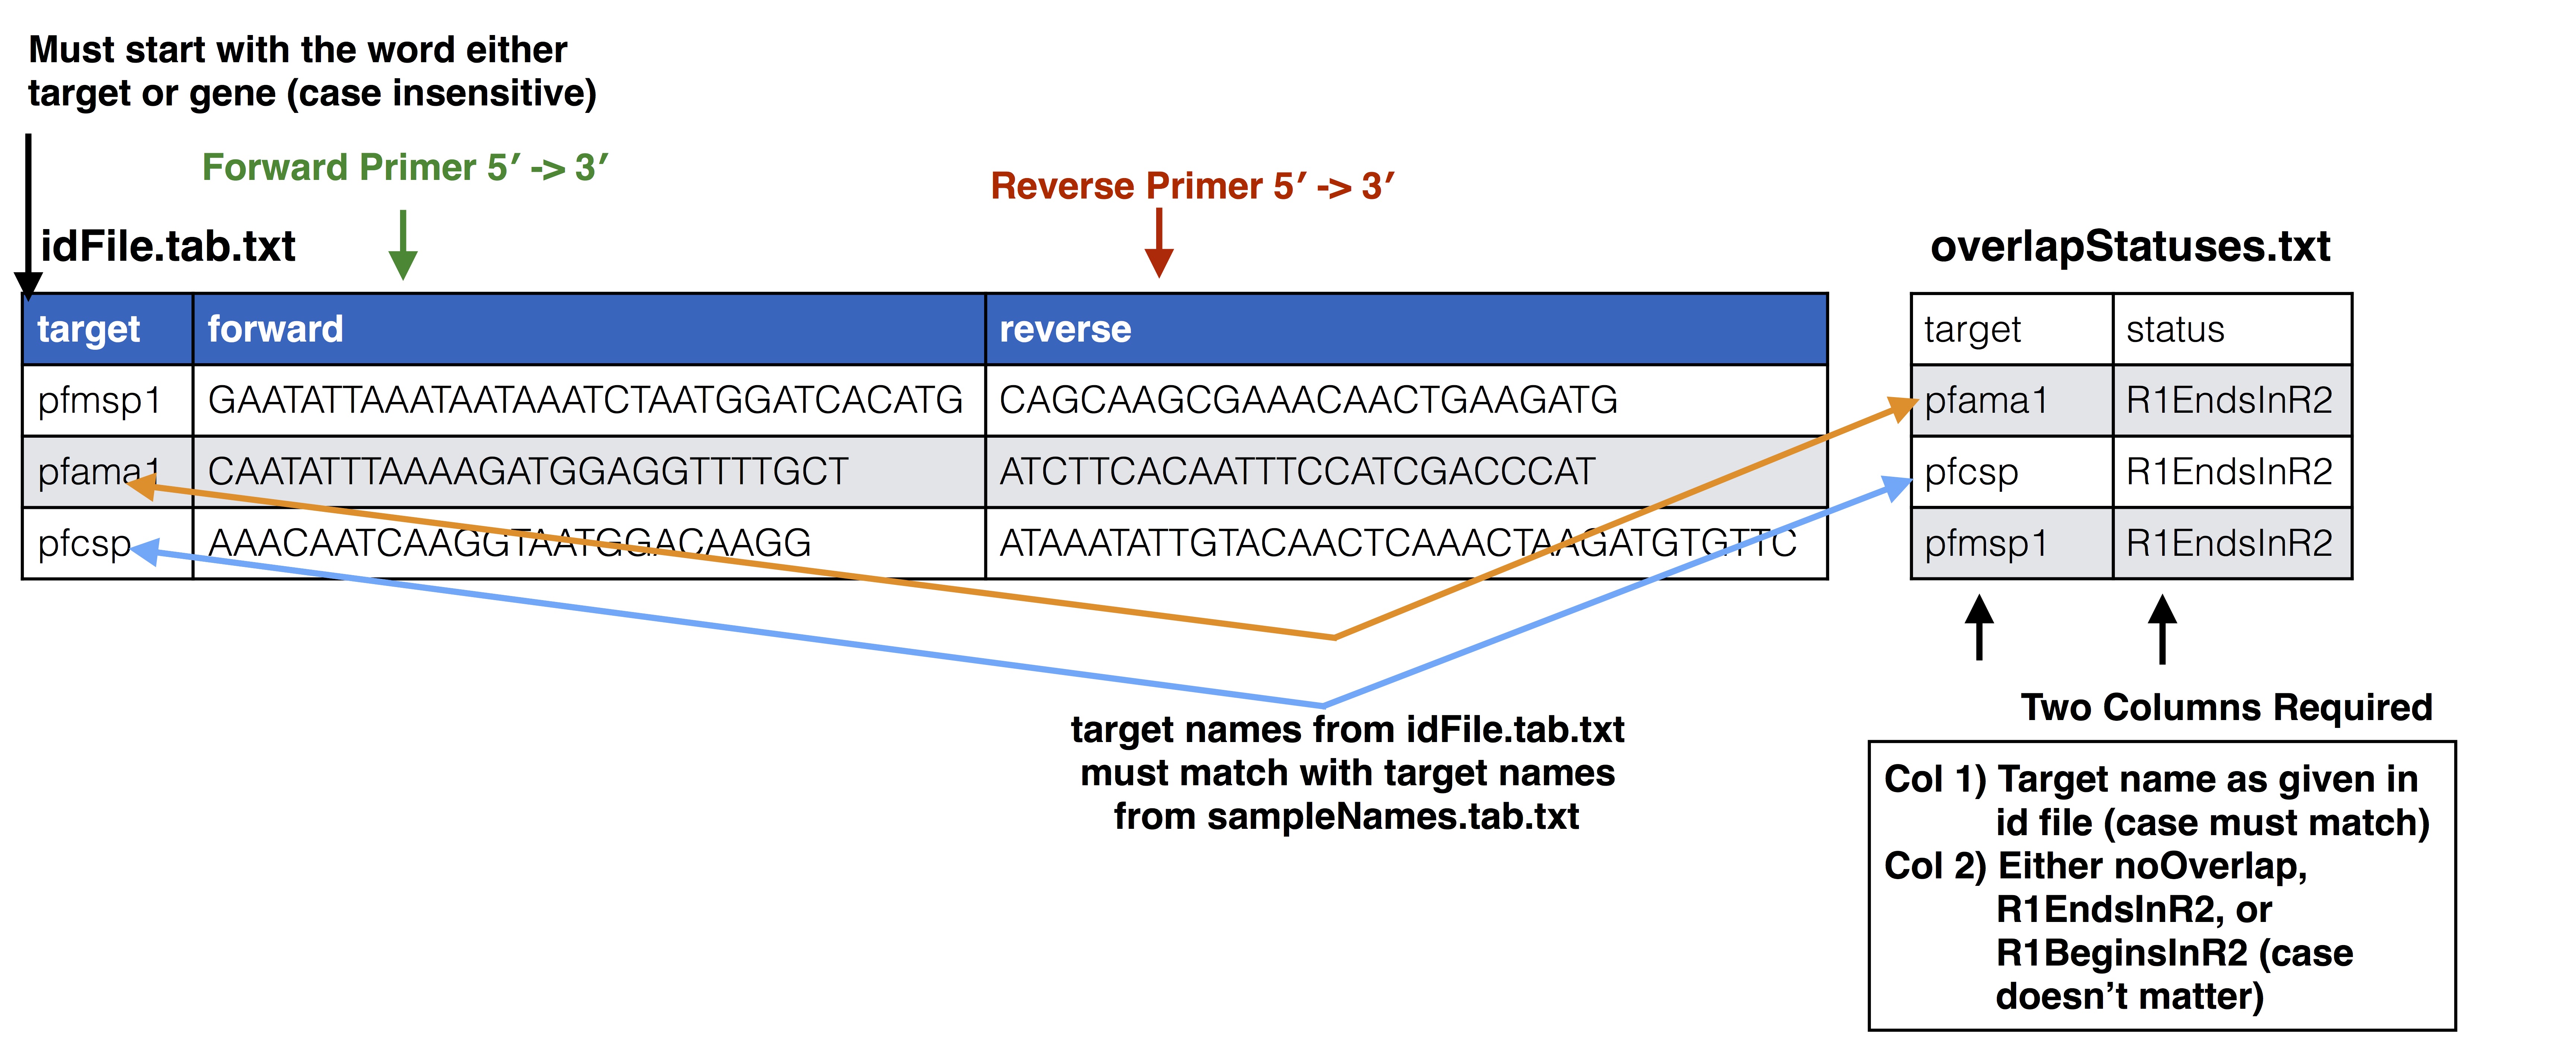 Must start with the word either
target or gene (case insensitive)
Forward Primer 5′ -> 3′
Reverse Primer 5′ -> 3′
idFile.tab.txt
target forward reverse
pfmsp1 GAATATTAAATAATAAATCTAATGGATCACATG CAGCAAGCGAAACAACTGAAGATG
pfama1 CAATATTTAAAAGATGGAGGTTTTGCT ATCTTCACAATTTCCATCGACCCAT
pfcsp AAACAATCAAGGTAATGGACAAGG ATAAATATTGTACAACTCAAACTAAGATGTGTTC
overlapStatuses.txt
target status
pfama1 R1EndsInR2
pfcsp R1EndsInR2
pfmsp1 R1EndsInR2
target names from idFile.tab.txt
must match with target names
from sampleNames.tab.txt
Two Columns Required
Col 1) Target name as given in
id file (case must match)
Col 2) Either noOverlap,
R1EndsInR2, or
R1BeginsInR2 (case
doesn’t matter)